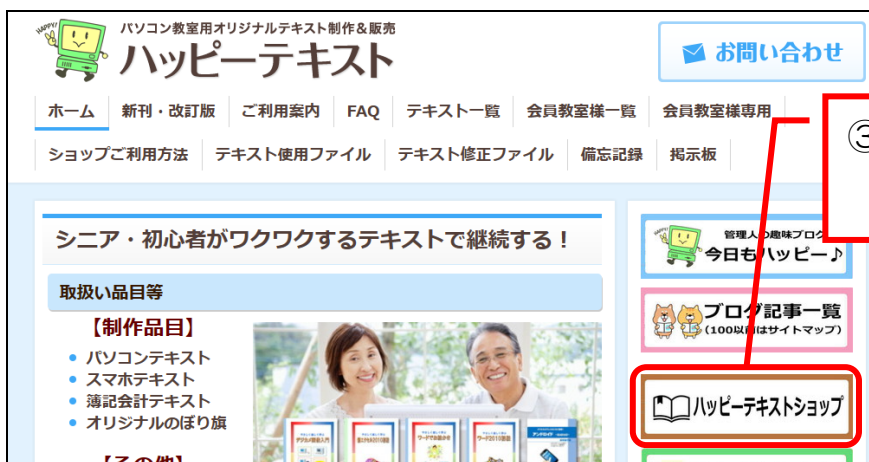 HAPPY!
パソコン教室用オリジナルテキスト制作&販売
ハッピーテキスト
お問い合わせ
ホーム 新刊・改訂版 ご利用案内 FAQ テキスト一覧 会員教室様一覧 会員教室様専用
ショップご利用方法 テキスト使用ファイル テキスト修正ファイル 備忘記録 掲示板
③
シニア・初心者がワクワクするテキストで継続する!
取扱い品目等
【制作品目】
・パソコンテキスト
・スマホテキスト
・簿記会計テキスト
・オリジナルのぼり旗
【その他】
管理人の趣味ブログ
今日もハッピー♪
ブログ記事一覧
(100以前はサイトマップ)
ハッピーテキストショップ